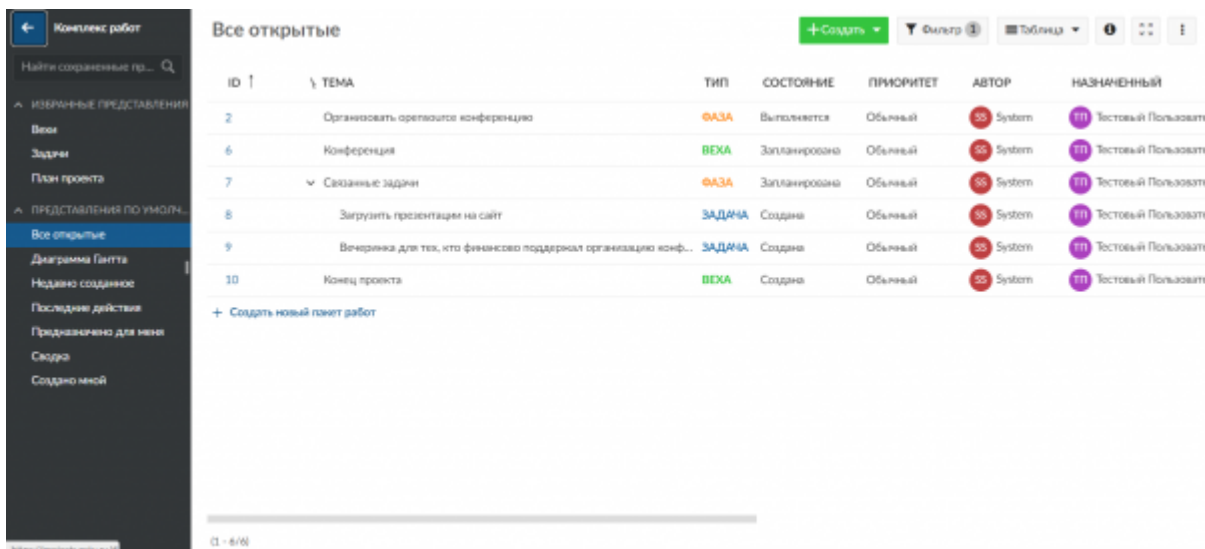 Комплекс работ
Найти сохраненные пр...
ИЗБРАННЫЕ ПРЕДСТАВЛЕНИЯ
Вехи
Задачи
План проекта
ПРЕДСТАВЛЕНИЯ ПО УМОЛЧ...
Все открытые
Диаграмма Гантта
Недавно созданное
Последние действия
Предназначено для меня
Сводка
Создано мной
Все открытые
+ Создать Фильтр 1 Таблица
ID ТЕМА ТИП СОСТОЯНИЕ ПРИОРИТЕТ АВТОР НАЗНАЧЕННЫЙ
2 Организовать opensource конференцию ФАЗА Выполняется Обычный SS System ТП Тестовый Пользоват
6 Конференция ВЕХА Запланирована Обычный SS System ТП Тестовый Пользоват
7 Связанные задачи ФАЗА Запланирована Обычный SS System ТП Тестовый Пользоват
8 Загрузить презентации на сайт ЗАДАЧА Создана Обычный SS System ТП Тестовый Пользоват
9 Вечеринка для тех, кто финансово поддержал организацию конф... ЗАДАЧА Создана Обычный SS System ТП Тестовый Пользоват
10 Конец проекта ВЕХА Создана Обычный SS System ТП Тестовый Пользоват
+ Создать новый пакет работ
(1 - 6/6)